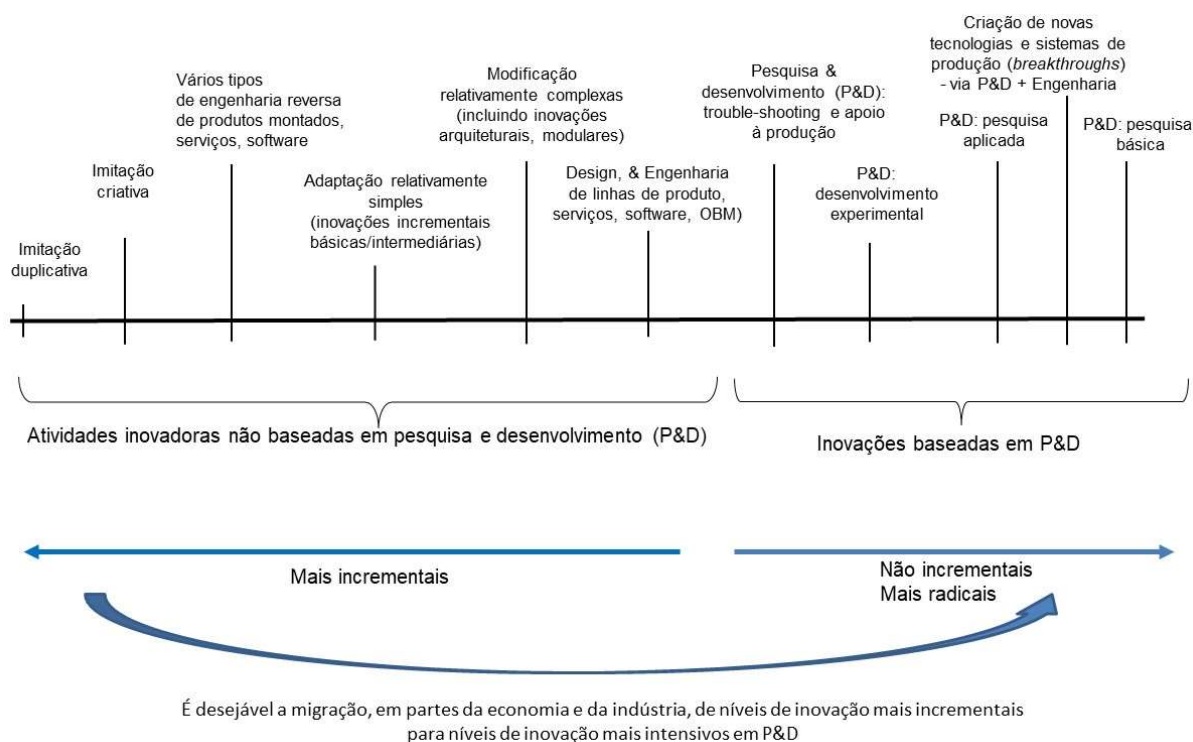 Imitação
duplicativa
Imitação
criativa
Vários tipos
de engenharia reversa
de produtos montados,
serviços, software
Adaptação relativamente
simples
(inovações incrementais
básicas/intermediárias)
Modificação
relativamente complexas
(incluindo inovações
arquiteturais, modulares)
Design, & Engenharia
de linhas de produto,
serviços, software, OBM)
Pesquisa &
desenvolvimento (P&D):
trouble-shooting e apoio
à produção
P&D:
desenvolvimento
experimental
P&D: pesquisa
aplicada
Criação de novas
tecnologias e sistemas de
produção (breakthroughs)
- via P&D + Engenharia
P&D: pesquisa
básica
Atividades inovadoras não baseadas em pesquisa e desenvolvimento (P&D)
Inovações baseadas em P&D
Mais incrementais
Não incrementais
Mais radicais
É desejável a migração, em partes da economia e da indústria, de níveis de inovação mais incrementais
para níveis de inovação mais intensivos em P&D